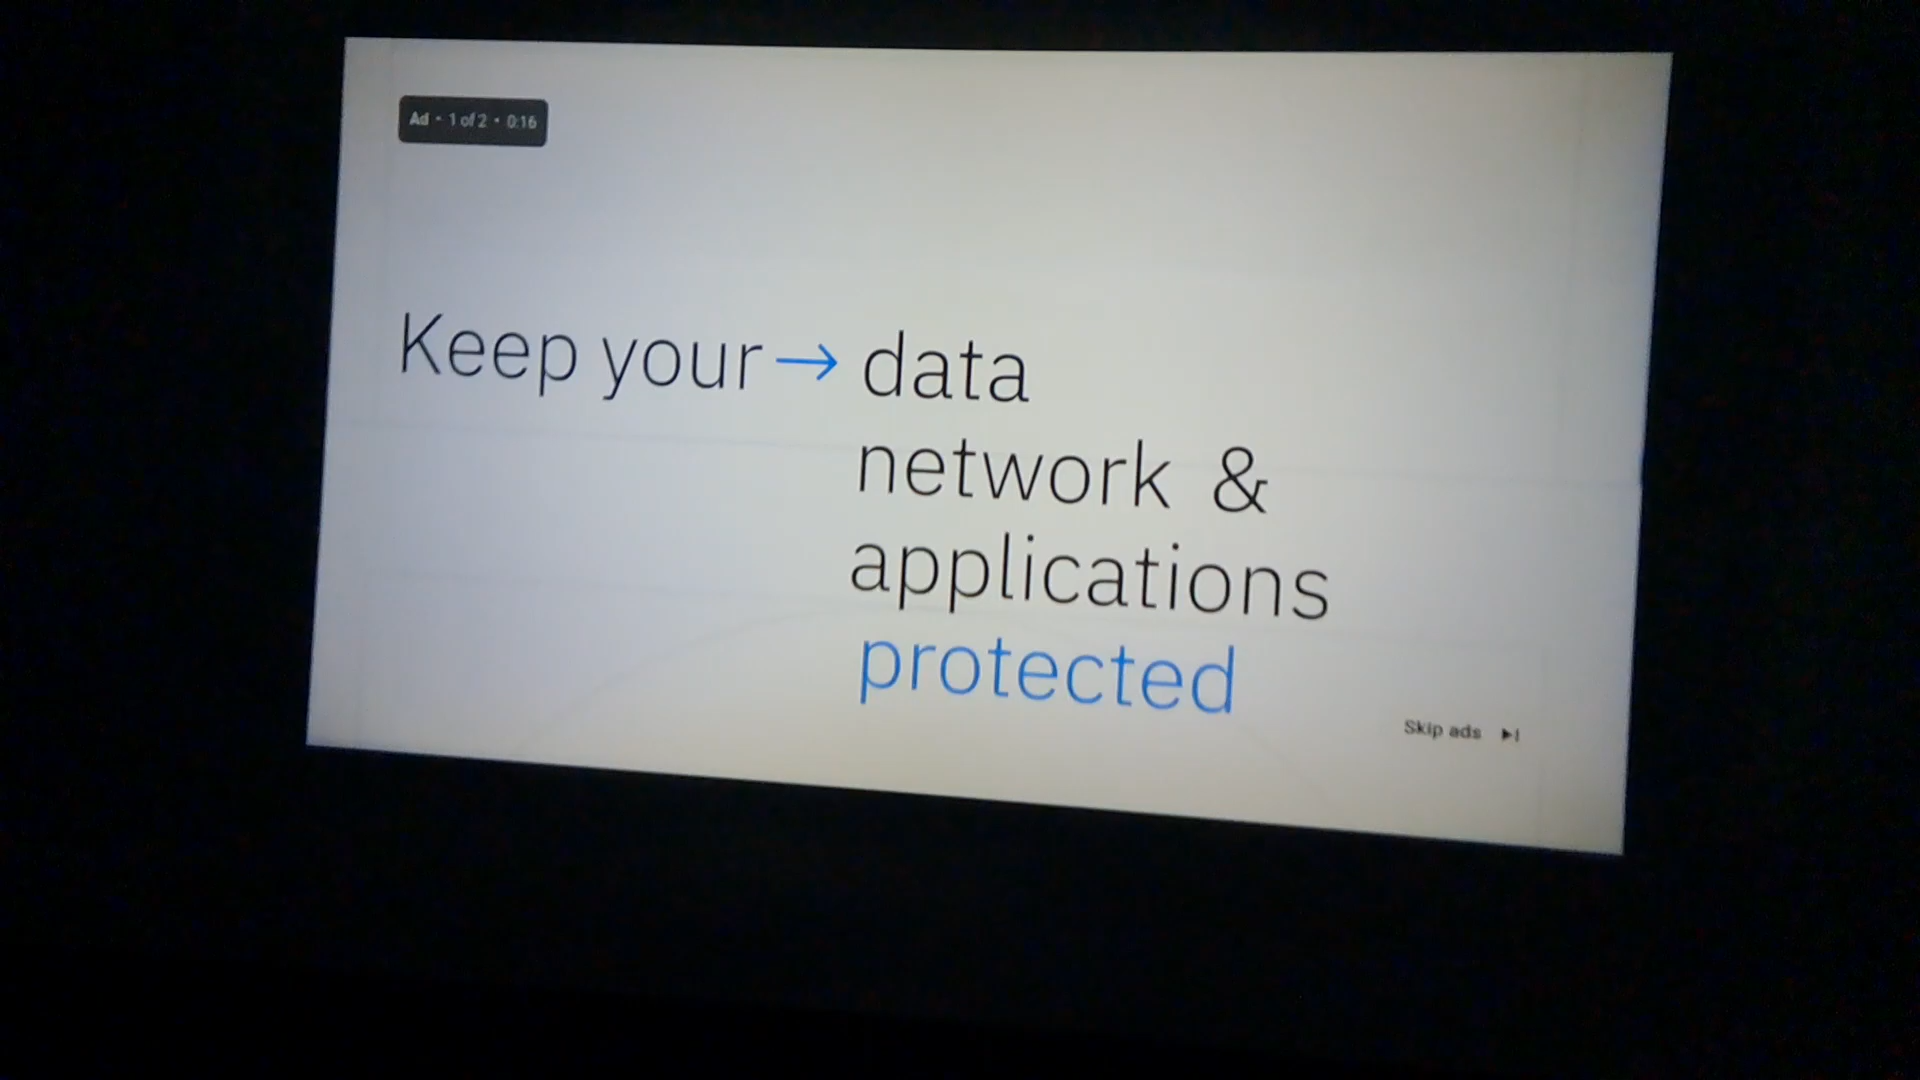 Ad • 1 of 2 • 0:16
Keep your → data
network &
applications
protected
Skip ads